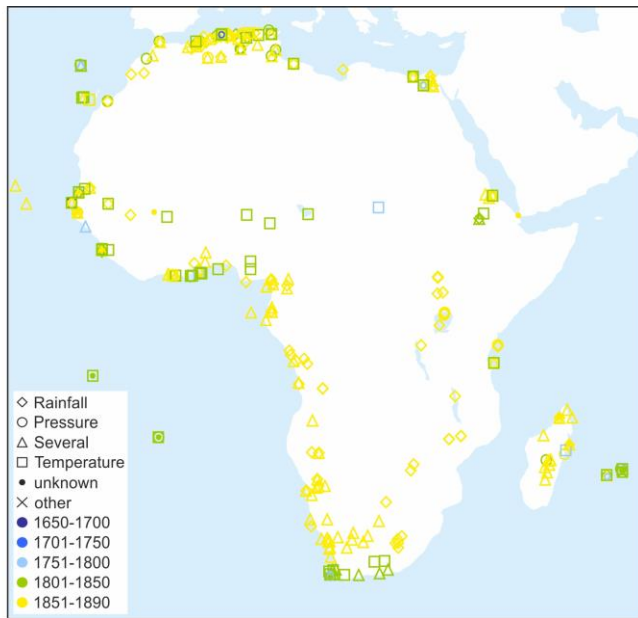 Rainfall
Pressure
Several
Temperature
unknown
other
1650-1700
1701-1750
1751-1800
1801-1850
1851-1890